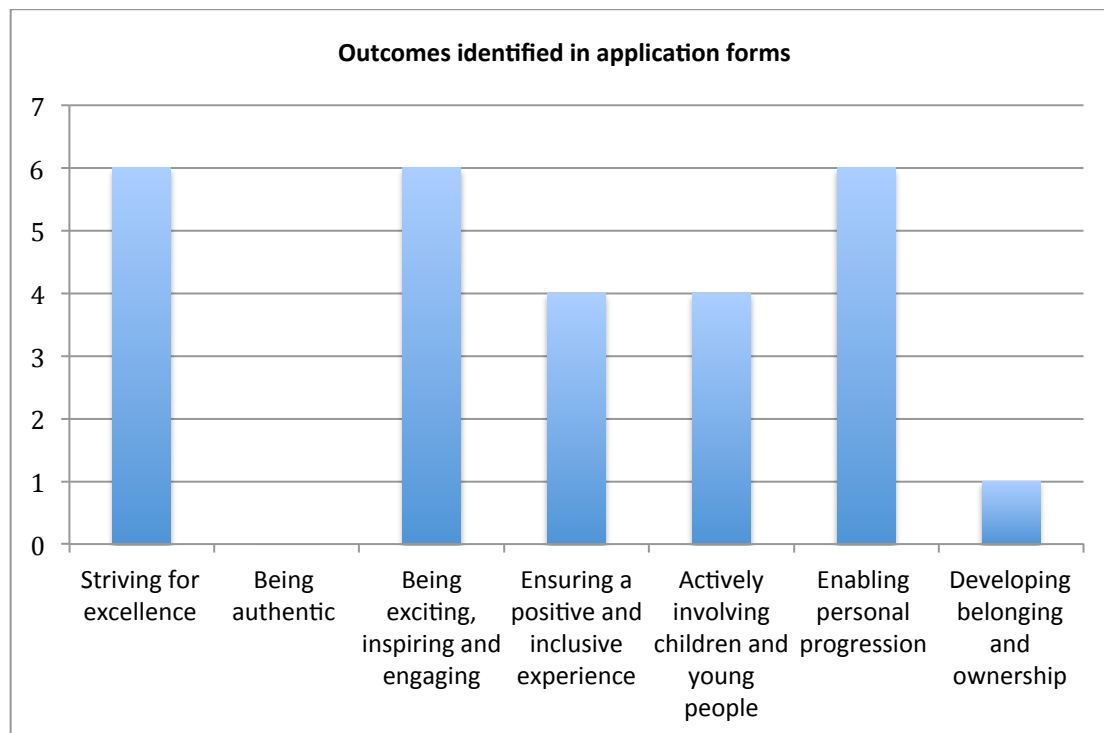 Outcomes identified in application forms
7
6
5
4
3
2
1
0
Striving for
excellence
Being
authentic
Being
exciting,
inspiring and
engaging
Ensuring a
positive and
inclusive
experience
Actively
involving
children and
young
people
Enabling
personal
progression
Developing
belonging
and
ownership